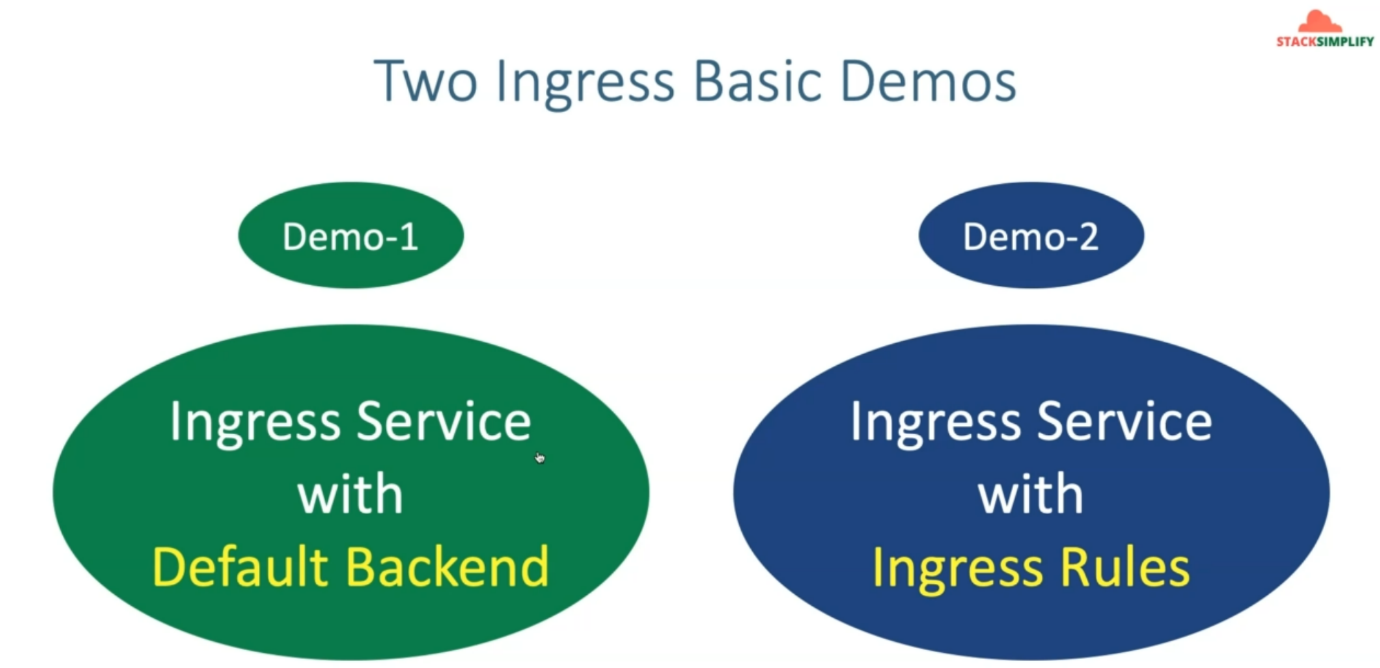 STACKSIMPLIFY
Two Ingress Basic Demos
Demo-1
Demo-2
Ingress Service
with
Default Backend
Ingress Service
with
Ingress Rules